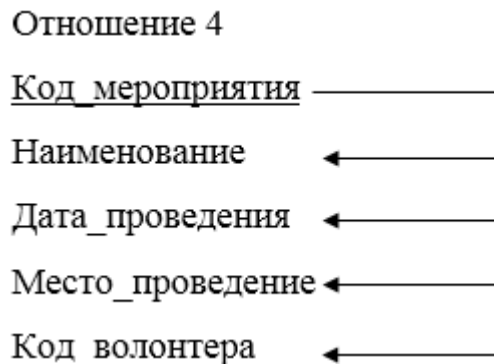 Отношение 4
Код_мероприятия
Наименование
Дата_проведения
Место_проведение
Код_волонтера